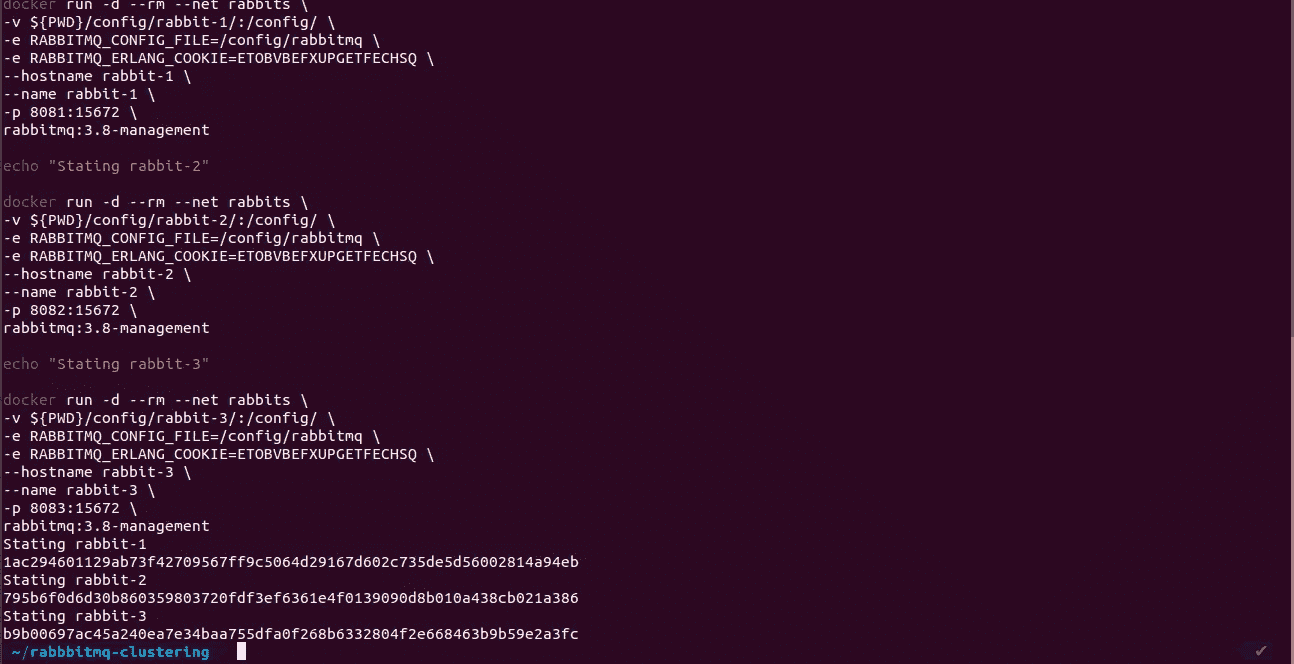 docker run -d --rm --net rabbits \
-v ${PWD}/config/rabbit-1/:/config/ \
-e RABBITMQ_CONFIG_FILE=/config/rabbitmq \
-e RABBITMQ_ERLANG_COOKIE=ETOBVBEFXUPGETFECHSQ \
--hostname rabbit-1 \
--name rabbit-1 \
-p 8081:15672 \
rabbitmq:3.8-management
echo "Stating rabbit-2"
docker run -d --rm --net rabbits \
-v ${PWD}/config/rabbit-2/:/config/ \
-e RABBITMQ_CONFIG_FILE=/config/rabbitmq \
-e RABBITMQ_ERLANG_COOKIE=ETOBVBEFXUPGETFECHSQ \
--hostname rabbit-2 \
--name rabbit-2 \
-p 8082:15672 \
rabbitmq:3.8-management
echo "Stating rabbit-3"
docker run -d --rm --net rabbits \
-v ${PWD}/config/rabbit-3/:/config/ \
-e RABBITMQ_CONFIG_FILE=/config/rabbitmq \
-e RABBITMQ_ERLANG_COOKIE=ETOBVBEFXUPGETFECHSQ \
--hostname rabbit-3 \
--name rabbit-3 \
-p 8083:15672 \
rabbitmq:3.8-management
Stating rabbit-1
1ac294601129ab73f42709567ff9c5064d29167d602c735de5d56002814a94eb
Stating rabbit-2
795b6f0d6d30b860359803720fdf3ef6361e4f0139090d8b010a438cb021a386
Stating rabbit-3
b9b00697ac45a240ea7e34baa755dfa0f268b6332804f2e668463b9b59e2a3fc
~/rabbbitmq-clustering ✔